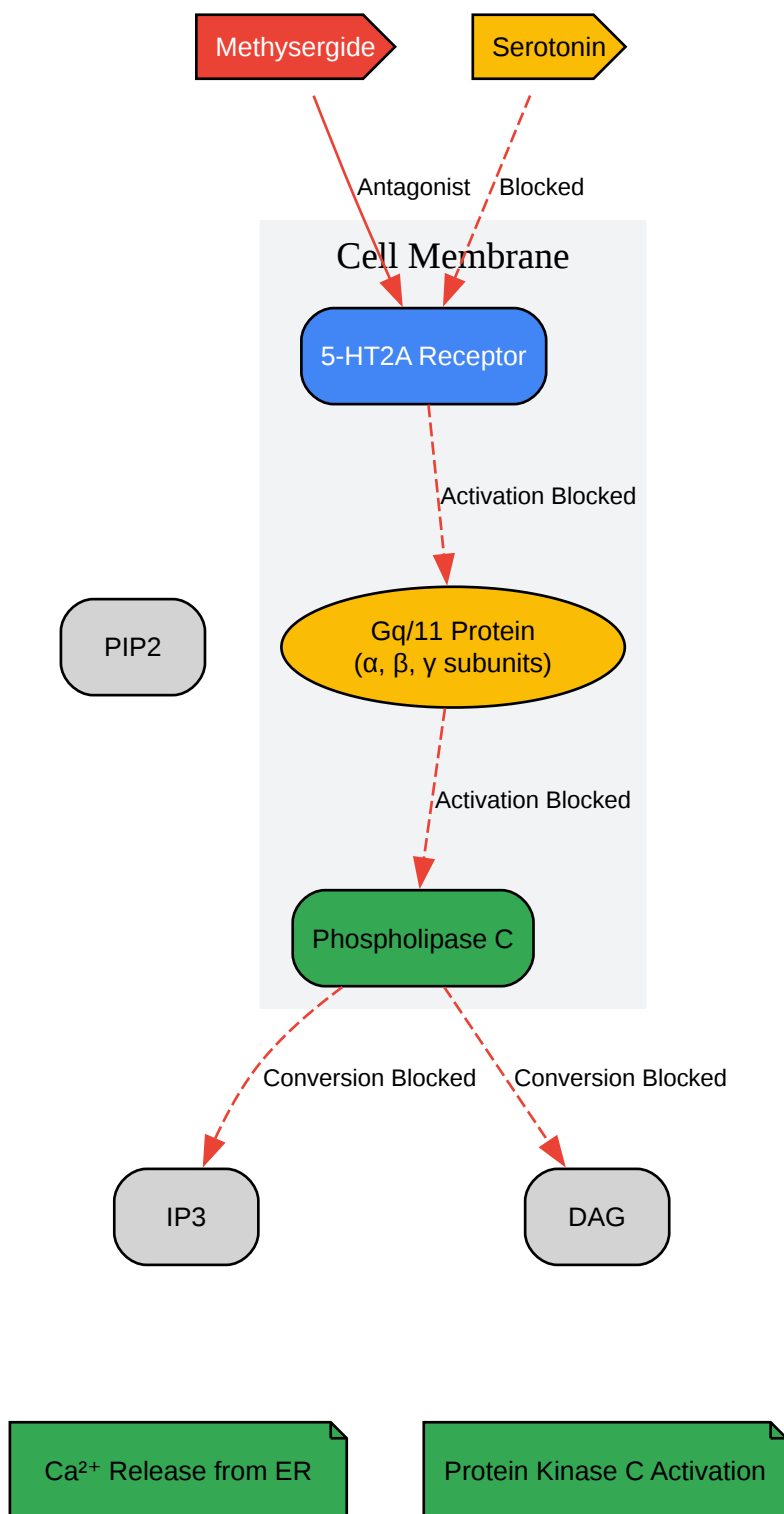 Methysergide
Serotonin
Antagonist
Blocked
Cell Membrane
5-HT2A Receptor
Activation Blocked
PIP2
Gq/11 Protein
(α, β, γ subunits)
Activation Blocked
Phospholipase C
Conversion Blocked
Conversion Blocked
IP3
DAG
Ca²⁺ Release from ER
Protein Kinase C Activation